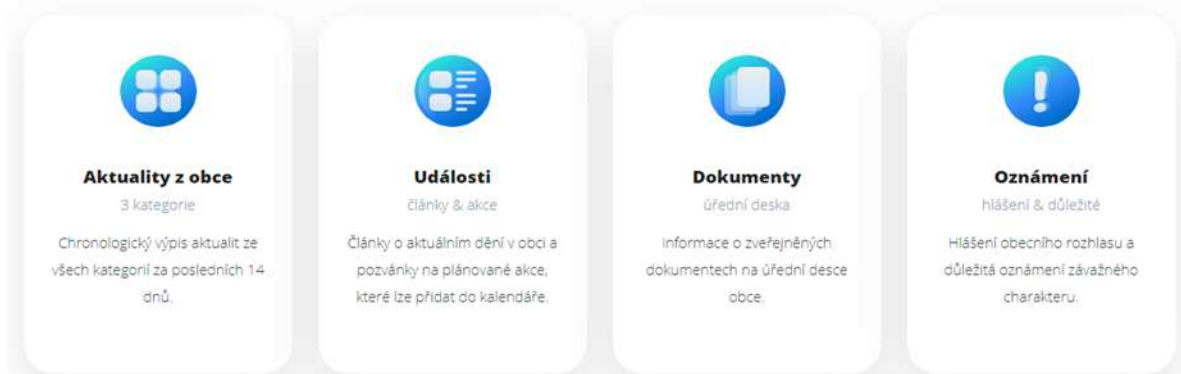 Aktuality z obce
3 kategorie
Chronologický výpis aktualit ze
všech kategorií za posledních 14
dnů.
Události
články & akce
Články o aktuálním dění v obci a
pozvánky na plánované akce,
které lze přidat do kalendáře.
Dokumenty
úřední deska
Informace o zveřejněných
dokumentech na úřední desce
obce.
Oznámení
hlášení & důležité
Hlášení obecního rozhlasu a
důležitá oznámení závažného
charakteru.